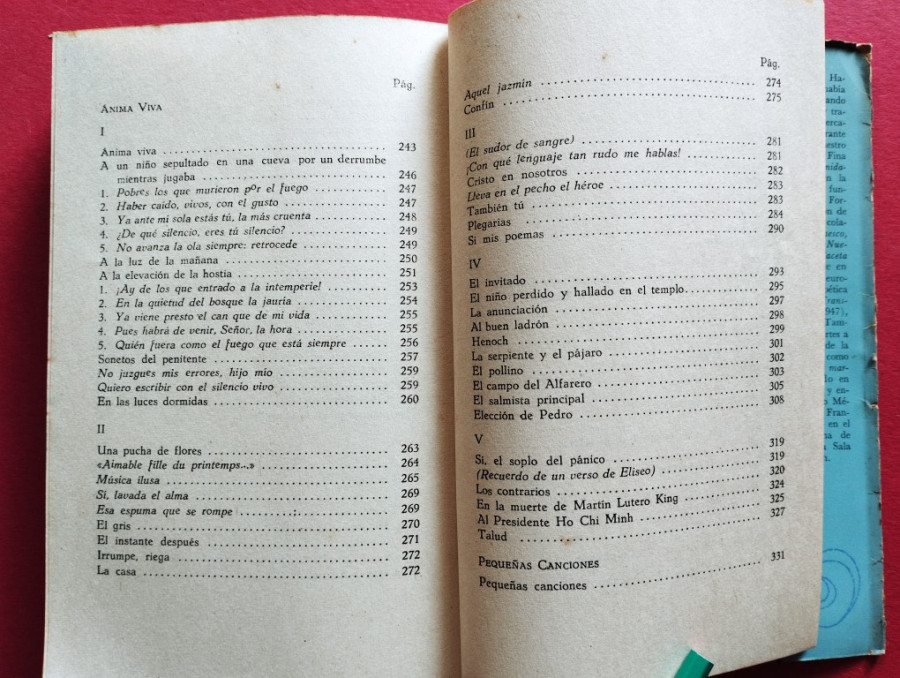 Pág.
ANIMA VIVA
I
Anima viva ........ 243
A un niño sepultado en una cueva por un derrumbe
mientras jugaba ........ 246
1. Pobres los que murieron por el fuego ........ 247
2. Haber caído, vivos, con el gusto ........ 247
3. Ya ante mi sola estás tú, la más cruenta ........ 248
4. ¿De qué silencio, eres tú silencio? ........ 249
5. No avanza la ola siempre: retrocede ........ 249
A la luz de la mañana ........ 250
A la elevación de la hostia ........ 251
1. ¡Ay de los que entrado a la intemperie! ........ 253
2. En la quietud del bosque la jauría ........ 254
3. Ya viene presto el can que de mi vida ........ 255
4. Pues habrá de venir, Señor, la hora ........ 255
5. Quién fuera como el fuego que está siempre ........ 256
Sonetos del penitente ........ 257
No juzgues mis errores, hijo mío ........ 259
Quiero escribir con el silencio vivo ........ 259
En las luces dormidas ........ 260
II
Una pucha de flores ........ 263
«Aimable fille du printemps...» ........ 264
Música ilusa ........ 265
Sí, lavada el alma ........ 269
Esa espuma que se rompe ........ 269
El gris ........ 270
El instante después ........ 271
Irrumpe, riega ........ 272
La casa ........ 272
Pág.
Aquel jazmín ........ 274
Confín ........ 275
III
(El sudor de sangre) ........ 281
¡Con qué lenguaje tan rudo me hablas! ........ 281
Cristo en nosotros ........ 282
Lleva en el pecho el héroe ........ 283
También tú ........ 283
Plegarias ........ 284
Si mis poemas ........ 290
IV
El invitado ........ 293
El niño perdido y hallado en el templo ........ 295
La anunciación ........ 297
Al buen ladrón ........ 298
Henoch ........ 299
La serpiente y el pájaro ........ 301
El pollino ........ 302
El campo del Alfarero ........ 303
El salmista principal ........ 305
Elección de Pedro ........ 308
V
Si, el soplo del pánico ........ 319
(Recuerdo de un verso de Eliseo) ........ 319
Los contrarios ........ 320
En la muerte de Martin Lutero King ........ 324
Al Presidente Ho Chi Minh ........ 325
Talud ........ 327
PEQUEÑAS CANCIONES
Pequeñas canciones ........ 331